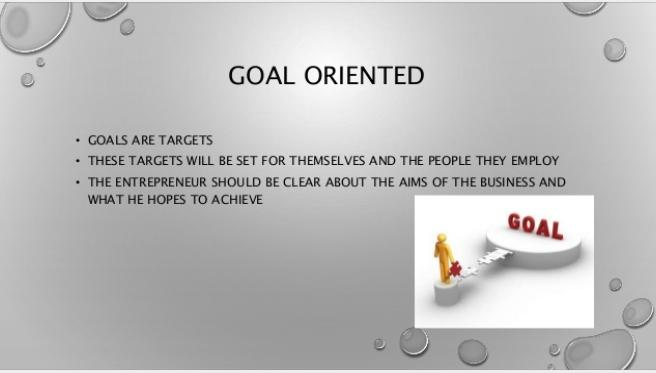 GOAL ORIENTED
• GOALS ARE TARGETS
• THESE TARGETS WILL BE SET FOR THEMSELVES AND THE PEOPLE THEY EMPLOY
• THE ENTREPRENEUR SHOULD BE CLEAR ABOUT THE AIMS OF THE BUSINESS AND
WHAT HE HOPES TO ACHIEVE
GOAL